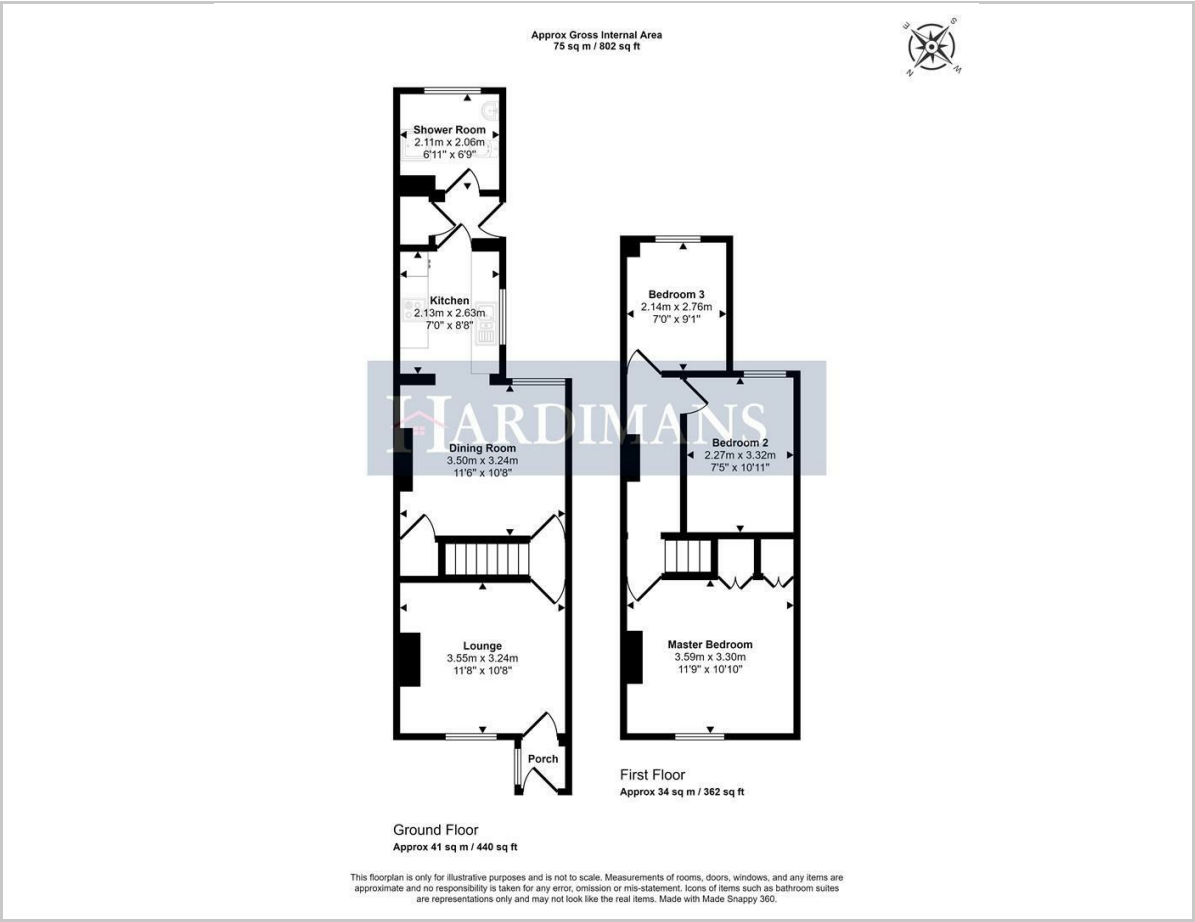 Approx Gross Internal Area
75 sq m / 802 sq ft
S
E
W
N
Shower Room
2.11m x 2.06m
6'11" x 6'9"
Kitchen
2.13m x 2.63m
7'0" x 8'8"
Dining Room
3.50m x 3.24m
11'6" x 10'8"
Lounge
3.55m x 3.24m
11'8" x 10'8"
Porch
Ground Floor
Approx 41 sq m / 440 sq ft
Bedroom 3
2.14m x 2.76m
7'0" x 9'1"
HARDIMANS
Bedroom 2
2.27m x 3.32m
7'5" x 10'11"
Master Bedroom
3.59m x 3.30m
11'9" x 10'10"
First Floor
Approx 34 sq m / 362 sq ft
This floorplan is only for illustrative purposes and is not to scale. Measurements of rooms, doors, windows, and any items are
approximate and no responsibility is taken for any error, omission or mis-statement. Icons of items such as bathroom suites
are representations only and may not look like the real items. Made with Made Snappy 360.